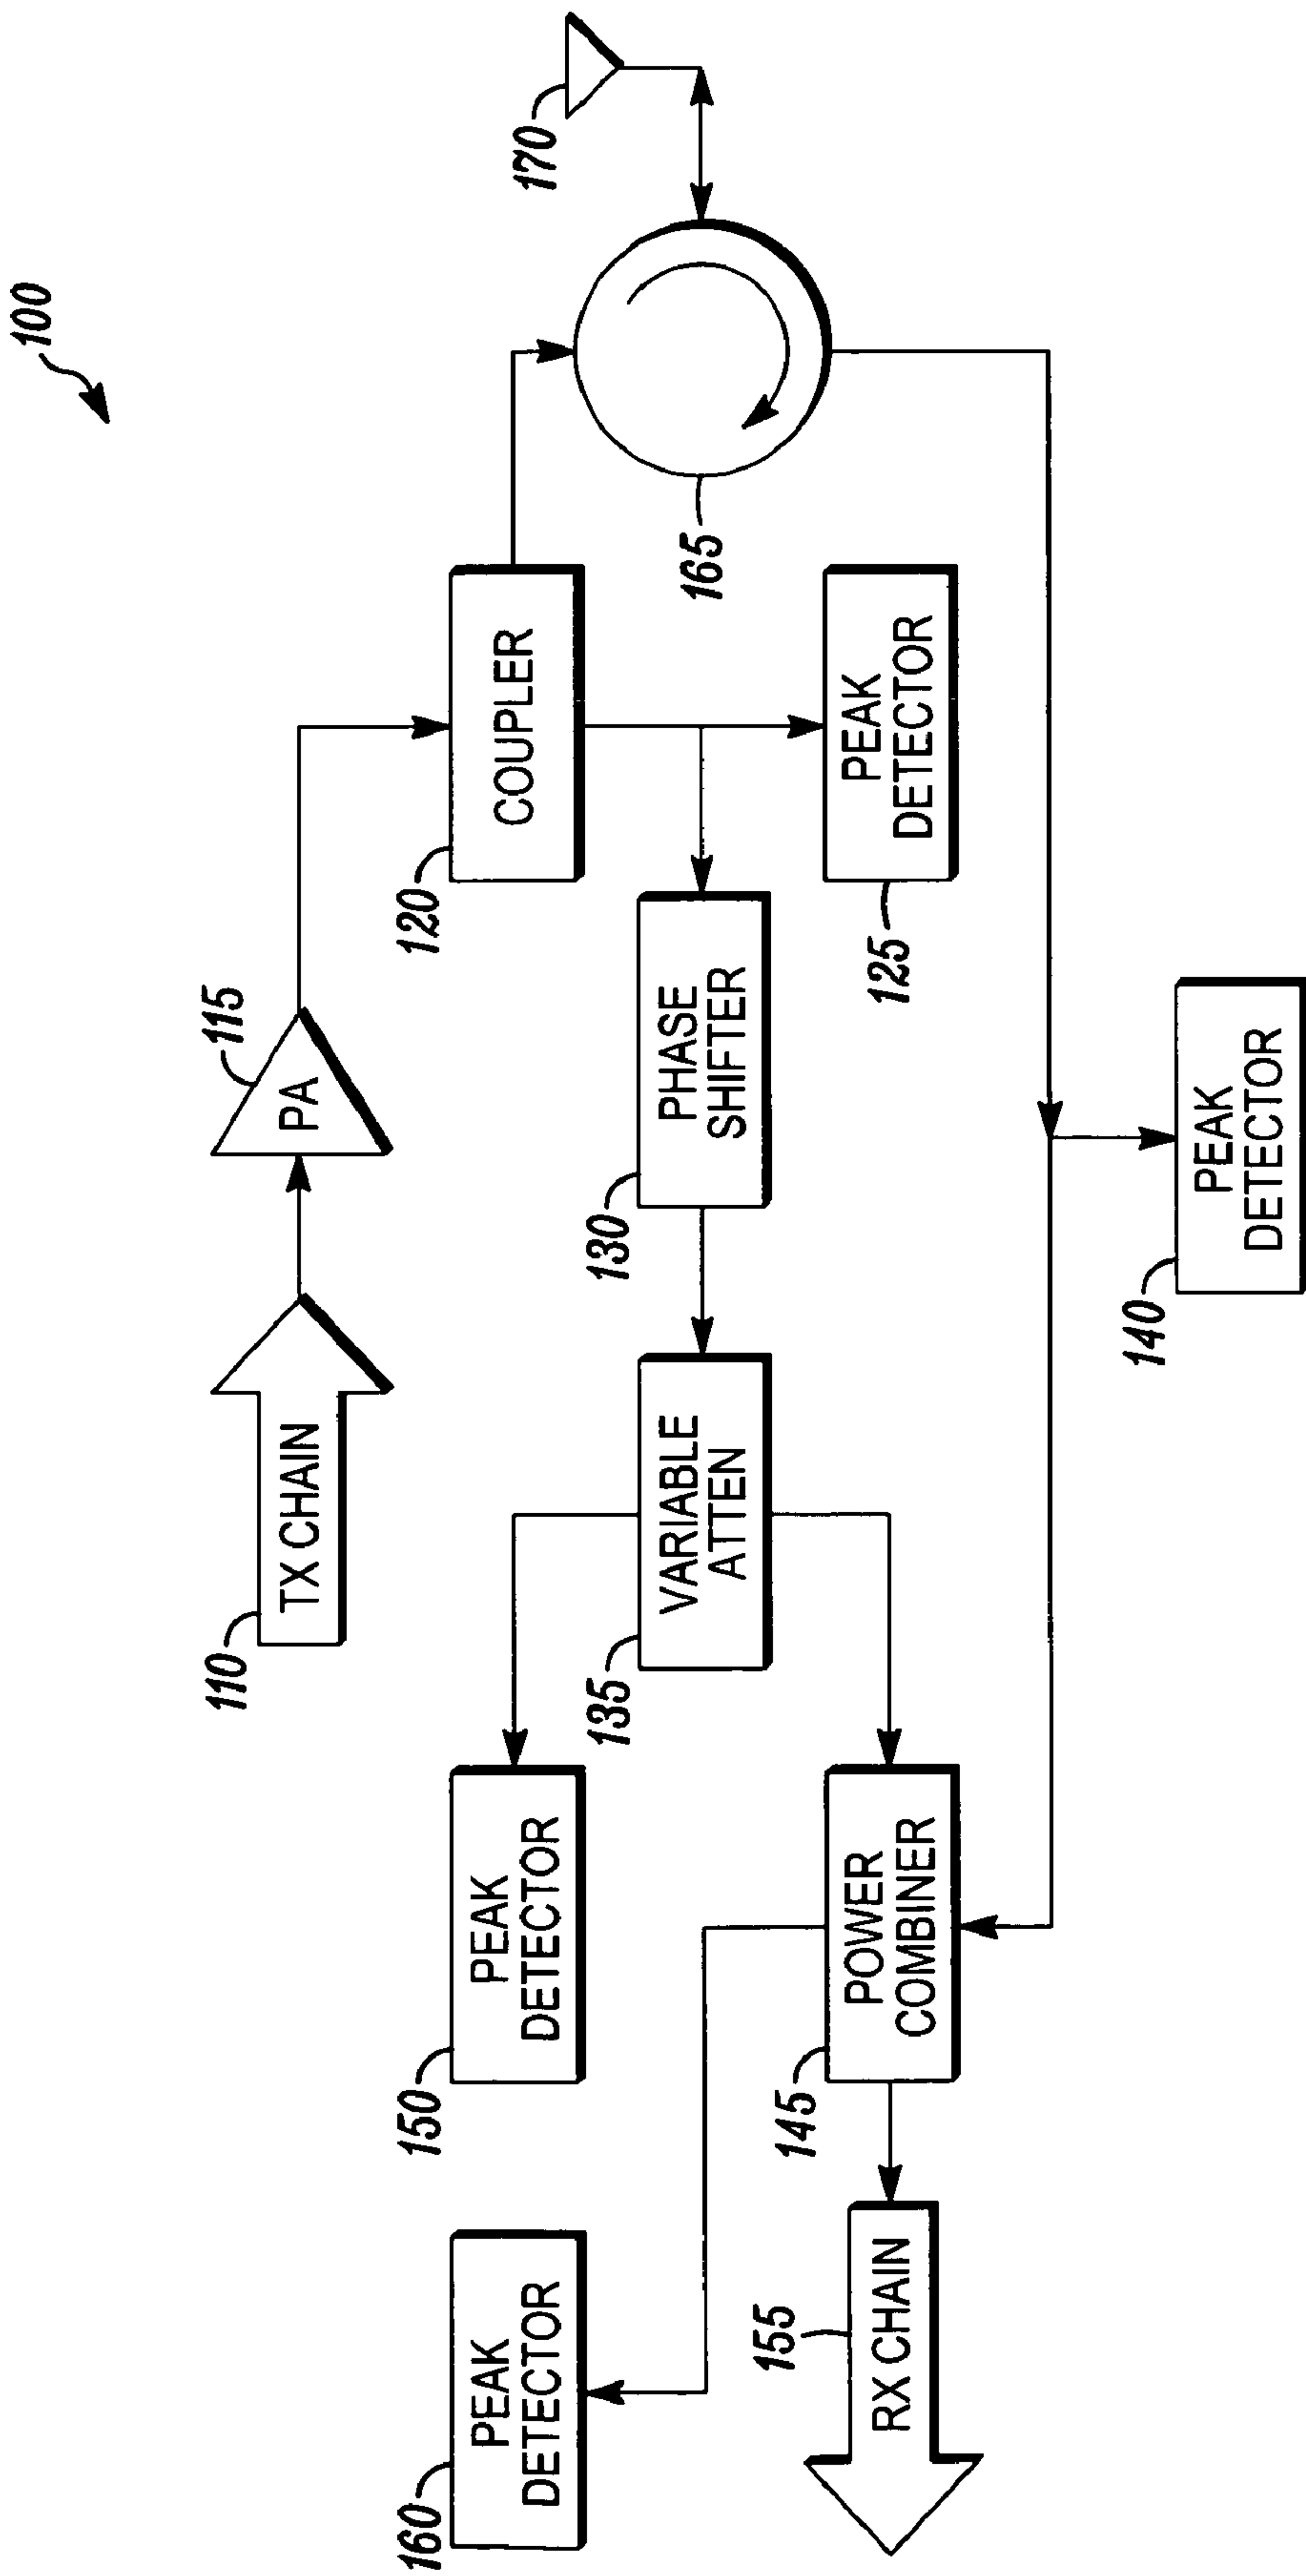 100
170
115
PA
TX CHAIN
110
120
COUPLER
165
150
PEAK
DETECTOR
135
VARIABLE
ATTEN
130
PHASE
SHIFTER
PEAK
DETECTOR
125
160
PEAK
DETECTOR
145
POWER
COMBINER
155
RX CHAIN
140
PEAK
DETECTOR